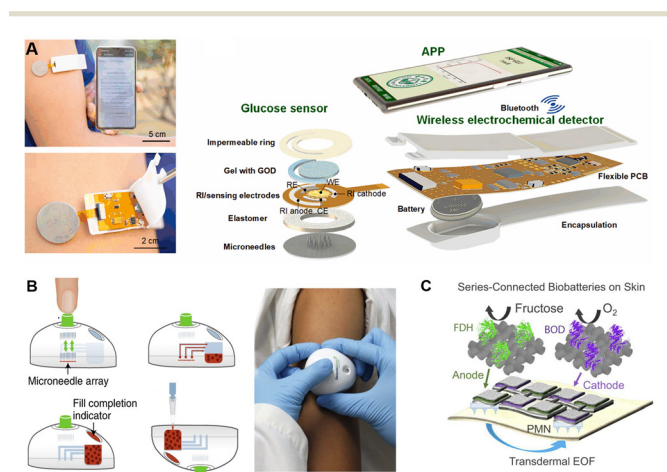 A
APP
Bluetooth
Glucose sensor
Wireless electrochemical detector
Impermeable ring
Gel with GOD
RE
WE
RI cathode
RI/sensing electrodes
RI anode
CE
Flexible PCB
Elastomer
Battery
Microneedles
Encapsulation
5 cm
2 cm
B
Microneedle array
Fill completion
indicator
C
Series-Connected Biobatteries on Skin
Fructose
O2
FDH
BOD
Anode
Cathode
PMN
Transdermal EOF